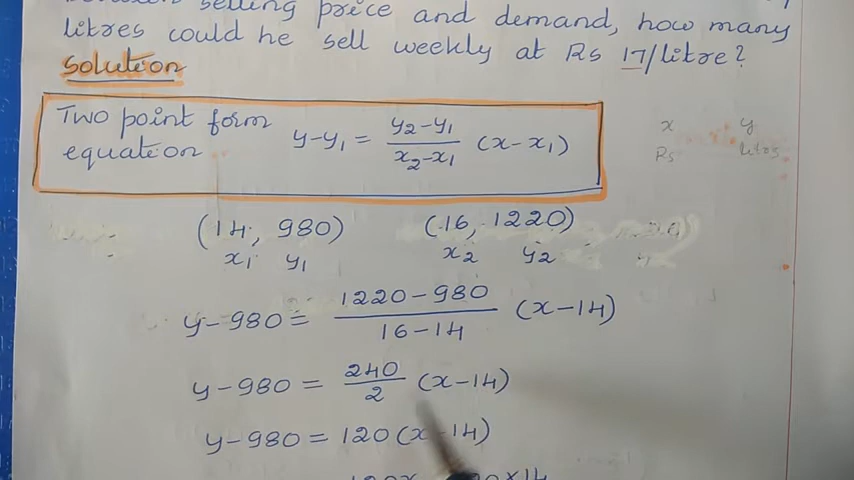 between selling price and demand, how many
litres could he sell weekly at Rs 17/litre?
solution
Two point form equation y-y₁ = y₂-y₁ / x₂-x₁ (x-x₁)
x y
Rs litres
(14, 980) (16, 1220)
x₁ y₁ x₂ y₂
y-980 = 1220-980 / 16-14 (x-14)
y-980 = 240 / 2 (x-14)
y-980 = 120 (x-14)